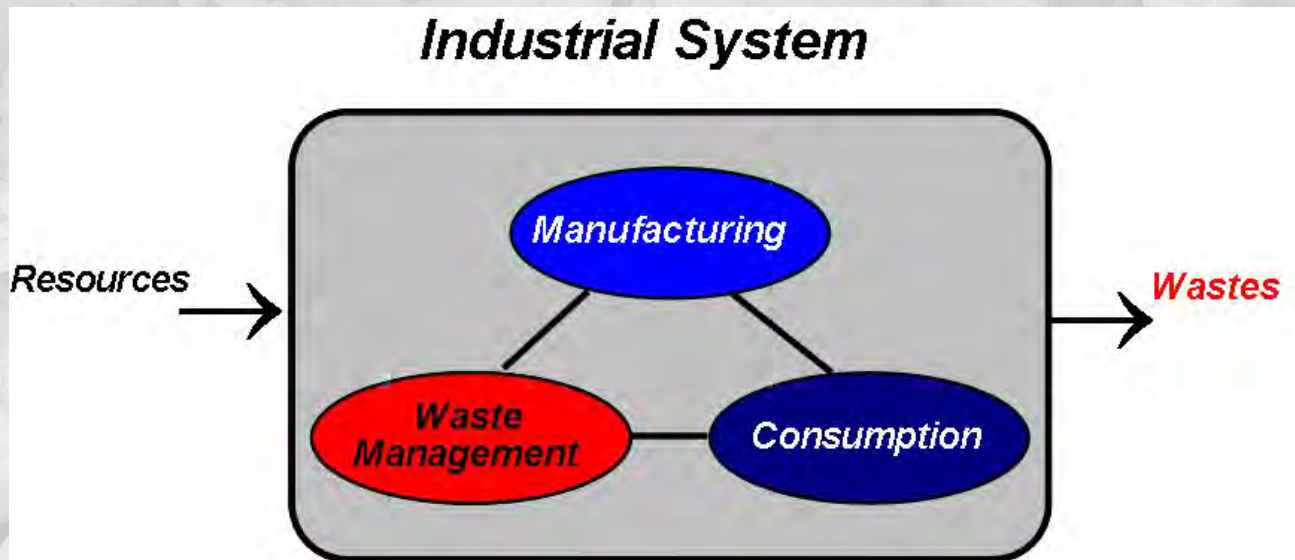 Industrial System
Manufacturing
Resources
Wastes
Waste
Management
Consumption